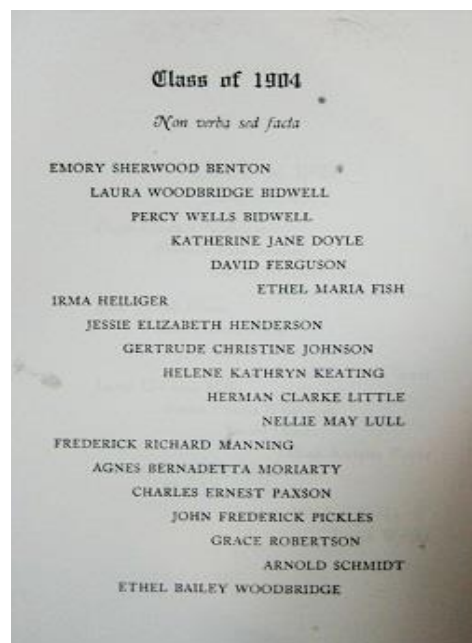 Class of 1904
Non verba sed facta
EMORY SHERWOOD BENTON
LAURA WOODBRIDGE BIDWELL
PERCY WELLS BIDWELL
KATHERINE JANE DOYLE
DAVID FERGUSON
ETHEL MARIA FISH
IRMA HEILIGER
JESSIE ELIZABETH HENDERSON
GERTRUDE CHRISTINE JOHNSON
HELENE KATHRYN KEATING
HERMAN CLARKE LITTLE
NELLIE MAY LULL
FREDERICK RICHARD MANNING
AGNES BERNADETTA MORIARTY
CHARLES ERNEST PAXSON
JOHN FREDERICK PICKLES
GRACE ROBERTSON
ARNOLD SCHMIDT
ETHEL BAILEY WOODBRIDGE